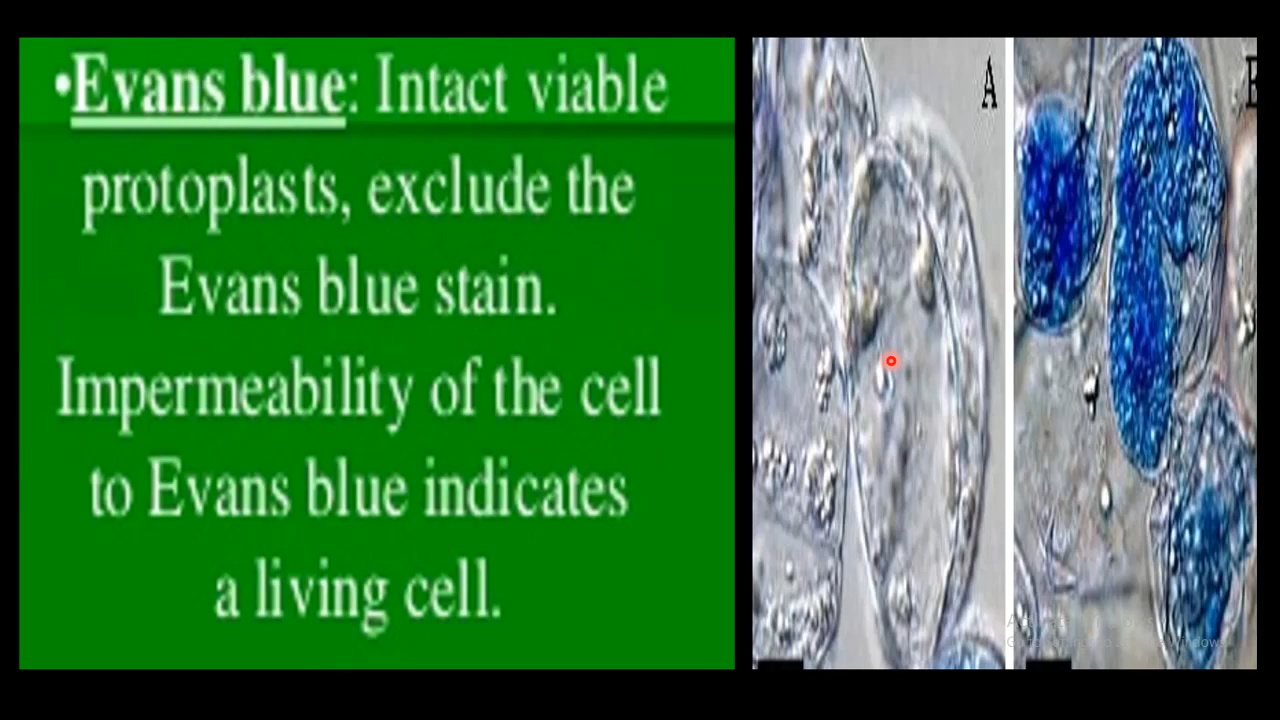 •Evans blue: Intact viable
protoplasts, exclude the
Evans blue stain.
Impermeability of the cell
to Evans blue indicates
a living cell.
A